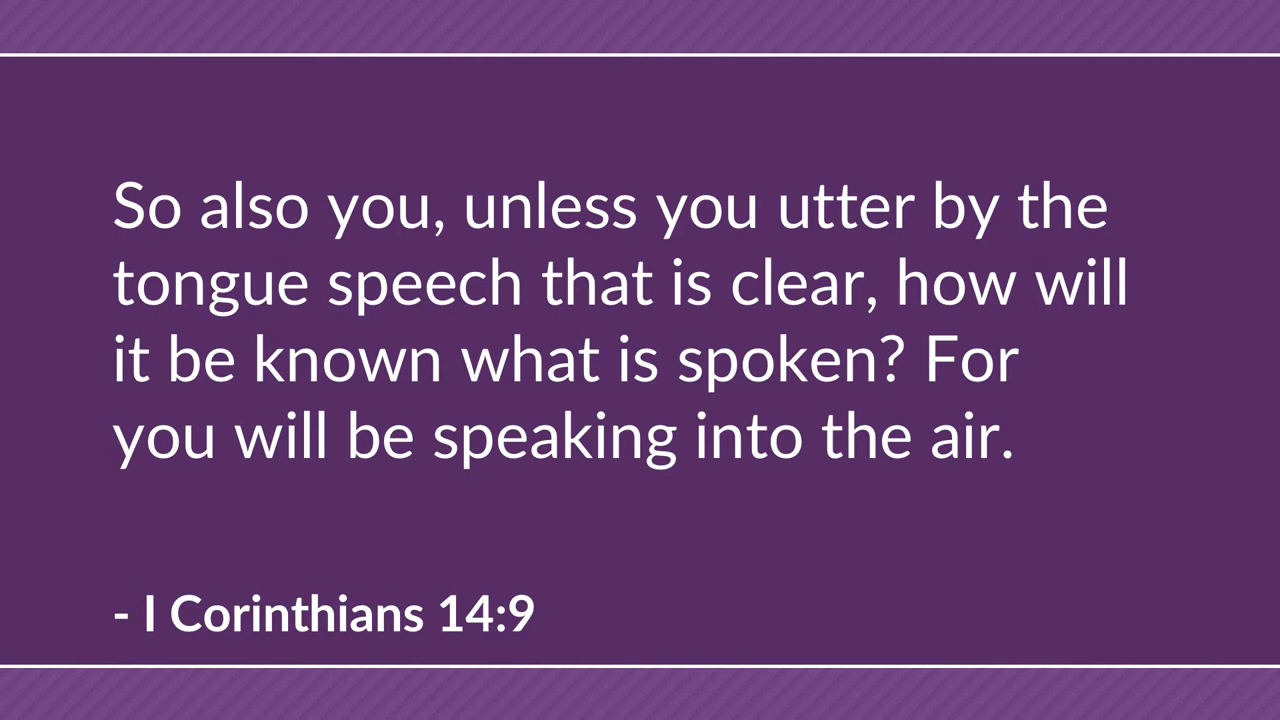 So also you, unless you utter by the
tongue speech that is clear, how will
it be known what is spoken? For
you will be speaking into the air.
- I Corinthians 14:9